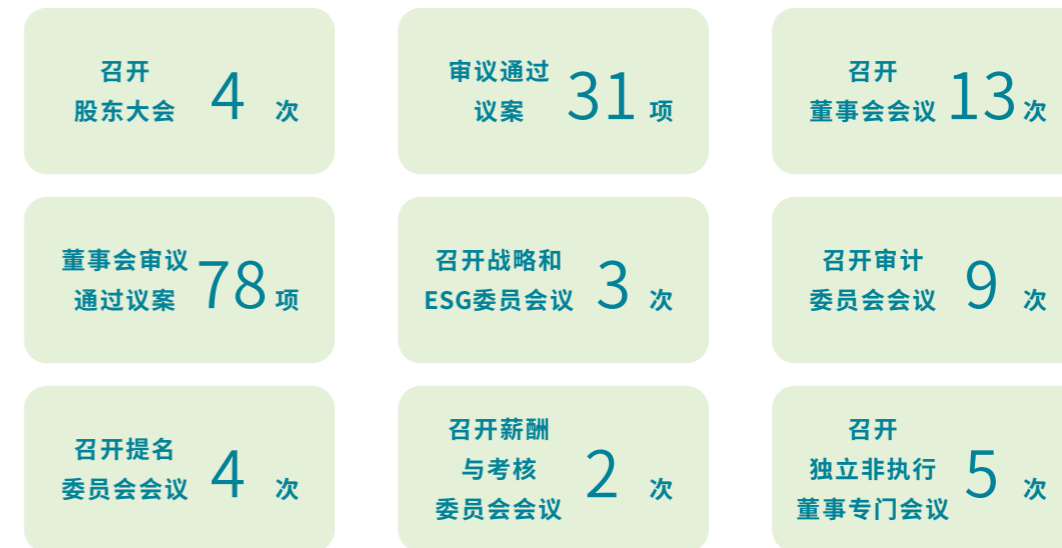 召开
股东大会 4 次
审议通过
议案 31 项
召开
董事会会议 13 次
董事会审议
通过议案 78 项
召开战略和
ESG委员会议 3 次
召开审计
委员会会议 9 次
召开提名
委员会会议 4 次
召开薪酬
与考核
委员会会议 2 次
召开
独立非执行
董事专门会议 5 次